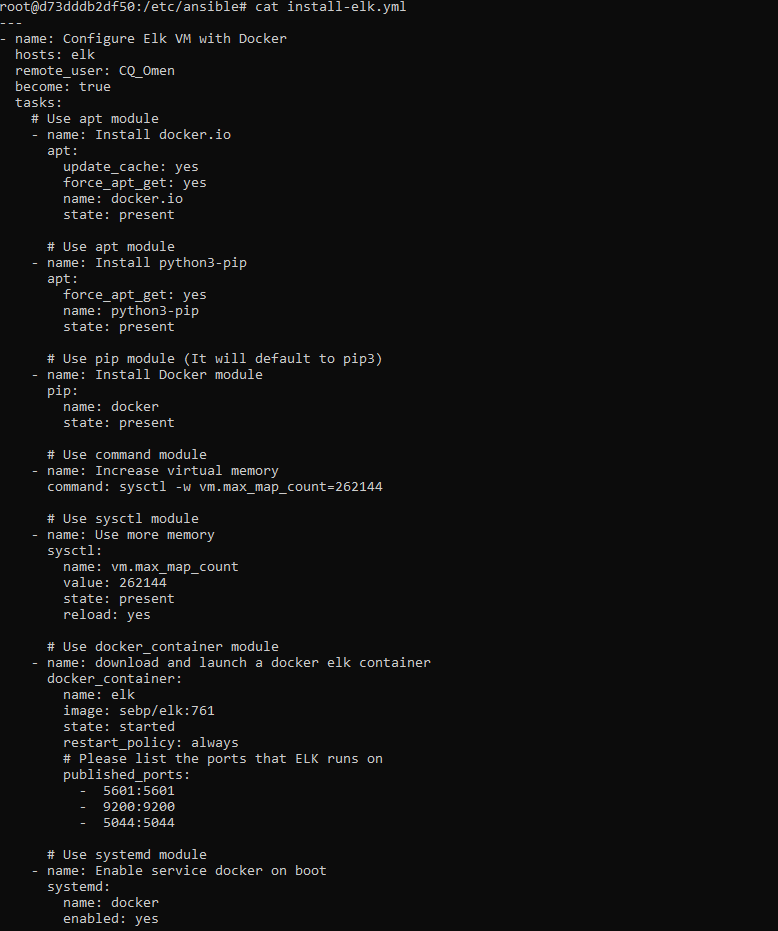 root@d73dddb2df50:/etc/ansible# cat install-elk.yml
---
- name: Configure Elk VM with Docker
  hosts: elk
  remote_user: CQ_Omen
  become: true
  tasks:
    # Use apt module
    - name: Install docker.io
      apt:
        update_cache: yes
        force_apt_get: yes
        name: docker.io
        state: present

      # Use apt module
    - name: Install python3-pip
      apt:
        force_apt_get: yes
        name: python3-pip
        state: present

      # Use pip module (It will default to pip3)
    - name: Install Docker module
      pip:
        name: docker
        state: present

      # Use command module
    - name: Increase virtual memory
      command: sysctl -w vm.max_map_count=262144

      # Use sysctl module
    - name: Use more memory
      sysctl:
        name: vm.max_map_count
        value: 262144
        state: present
        reload: yes

      # Use docker_container module
    - name: download and launch a docker elk container
      docker_container:
        name: elk
        image: sebp/elk:761
        state: started
        restart_policy: always
        # Please list the ports that ELK runs on
        published_ports:
          -  5601:5601
          -  9200:9200
          -  5044:5044

      # Use systemd module
    - name: Enable service docker on boot
      systemd:
        name: docker
        enabled: yes